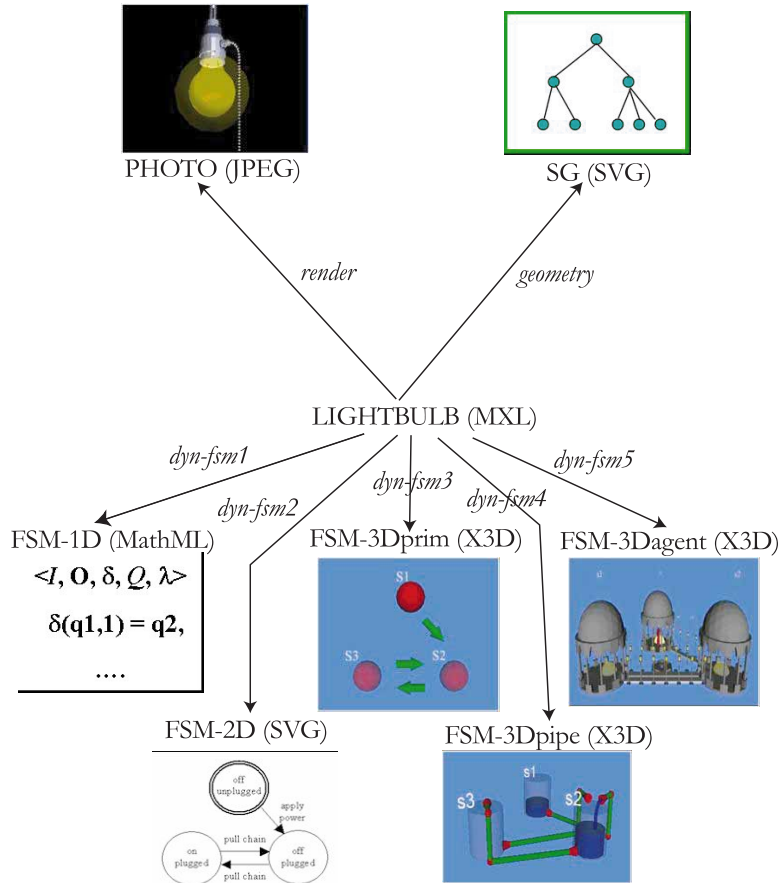 PHOTO (JPEG)
SG (SVG)
render
geometry
LIGHTBULB (MXL)
dyn-fsm1
dyn-fsm2
dyn-fsm3
dyn-fsm4
dyn-fsm5
FSM-1D (MathML)
<I, O, δ, Q, λ>
δ(q1,1) = q2,
....
FSM-3Dprim (X3D)
S1
S3
S2
FSM-3Dagent (X3D)
FSM-2D (SVG)
off
unplugged
apply
power
pull chain
on
plugged
off
plugged
pull chain
FSM-3Dpipe (X3D)
s1
s3
s2